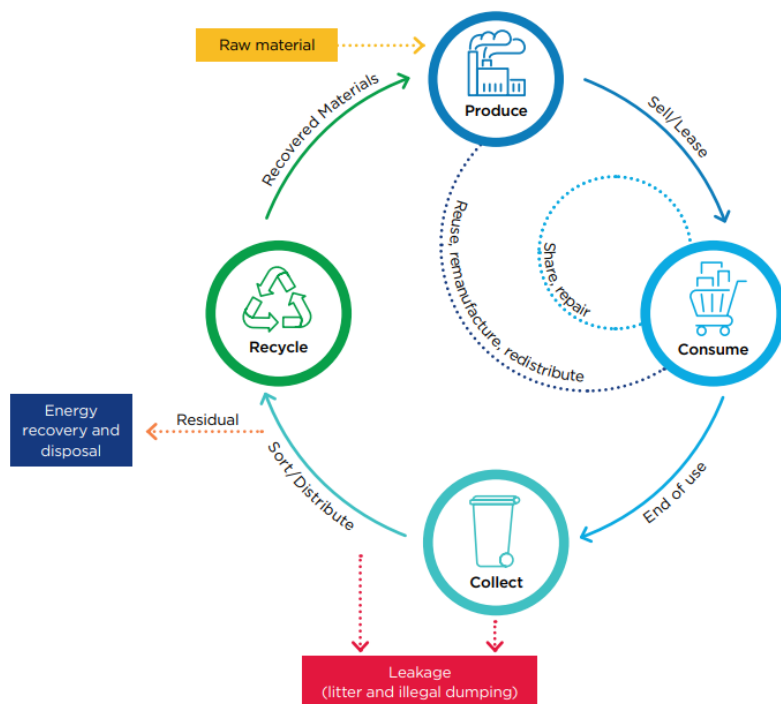 Raw material
Produce
Sell/Lease
Recovered Materials
Reuse, remanufacture, redistribute
Share, repair
Consume
Recycle
Energy
recovery and
disposal
Residual
Sort/Distribute
End of use
Collect
Leakage
(litter and illegal dumping)